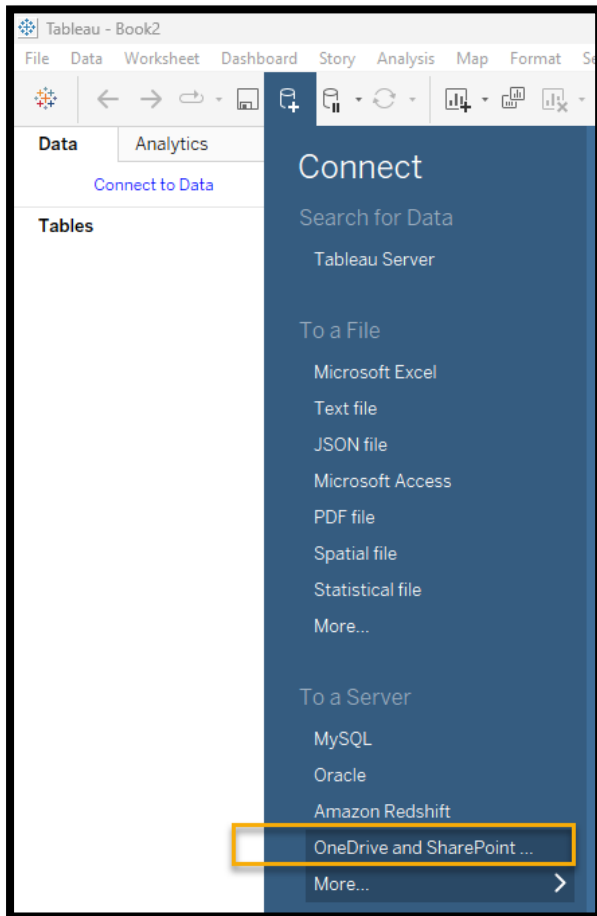 Tableau - Book2
File Data Worksheet Dashboard Story Analysis Map Format
Data Analytics
Connect to Data
Tables
Connect
Search for Data
Tableau Server
To a File
Microsoft Excel
Text file
JSON file
Microsoft Access
PDF file
Spatial file
Statistical file
More...
To a Server
MySQL
Oracle
Amazon Redshift
OneDrive and SharePoint ...
More...